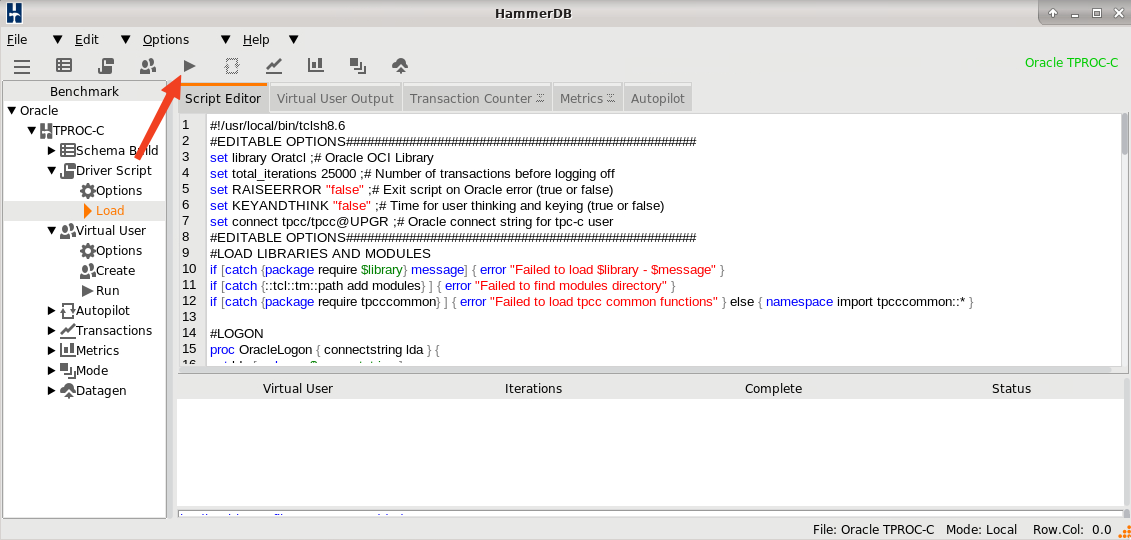 HammerDB
File Edit Options Help
Oracle TPROC-C
Benchmark
Oracle
TPROC-C
Schema Build
Driver Script
Options
Load
Virtual User
Options
Create
Run
Autopilot
Transactions
Metrics
Mode
Datagen
Script Editor Virtual User Output Transaction Counter Metrics Autopilot
1 #!/usr/local/bin/tclsh8.6
2 #EDITABLE OPTIONS##################################################
3 set library Oratcl ;# Oracle OCI Library
4 set total_iterations 25000 ;# Number of transactions before logging off
5 set RAISEERROR "false" ;# Exit script on Oracle error (true or false)
6 set KEYANDTHINK "false" ;# Time for user thinking and keying (true or false)
7 set connect tpcc/tpcc@UPGR ;# Oracle connect string for tpc-c user
8 #EDITABLE OPTIONS##################################################
9 #LOAD LIBRARIES AND MODULES
10 if [catch {package require $library} message] { error "Failed to load $library - $message" }
11 if [catch {::tcl::tm::path add modules} ] { error "Failed to find modules directory" }
12 if [catch {package require tpcccommon} ] { error "Failed to load tpcc common functions" } else { namespace import tpcccommon::* }
13
14 #LOGON
15 proc OracleLogon { connectstring lda } {
16
Virtual User Iterations Complete Status
File: Oracle TPROC-C Mode: Local Row.Col: 0.0